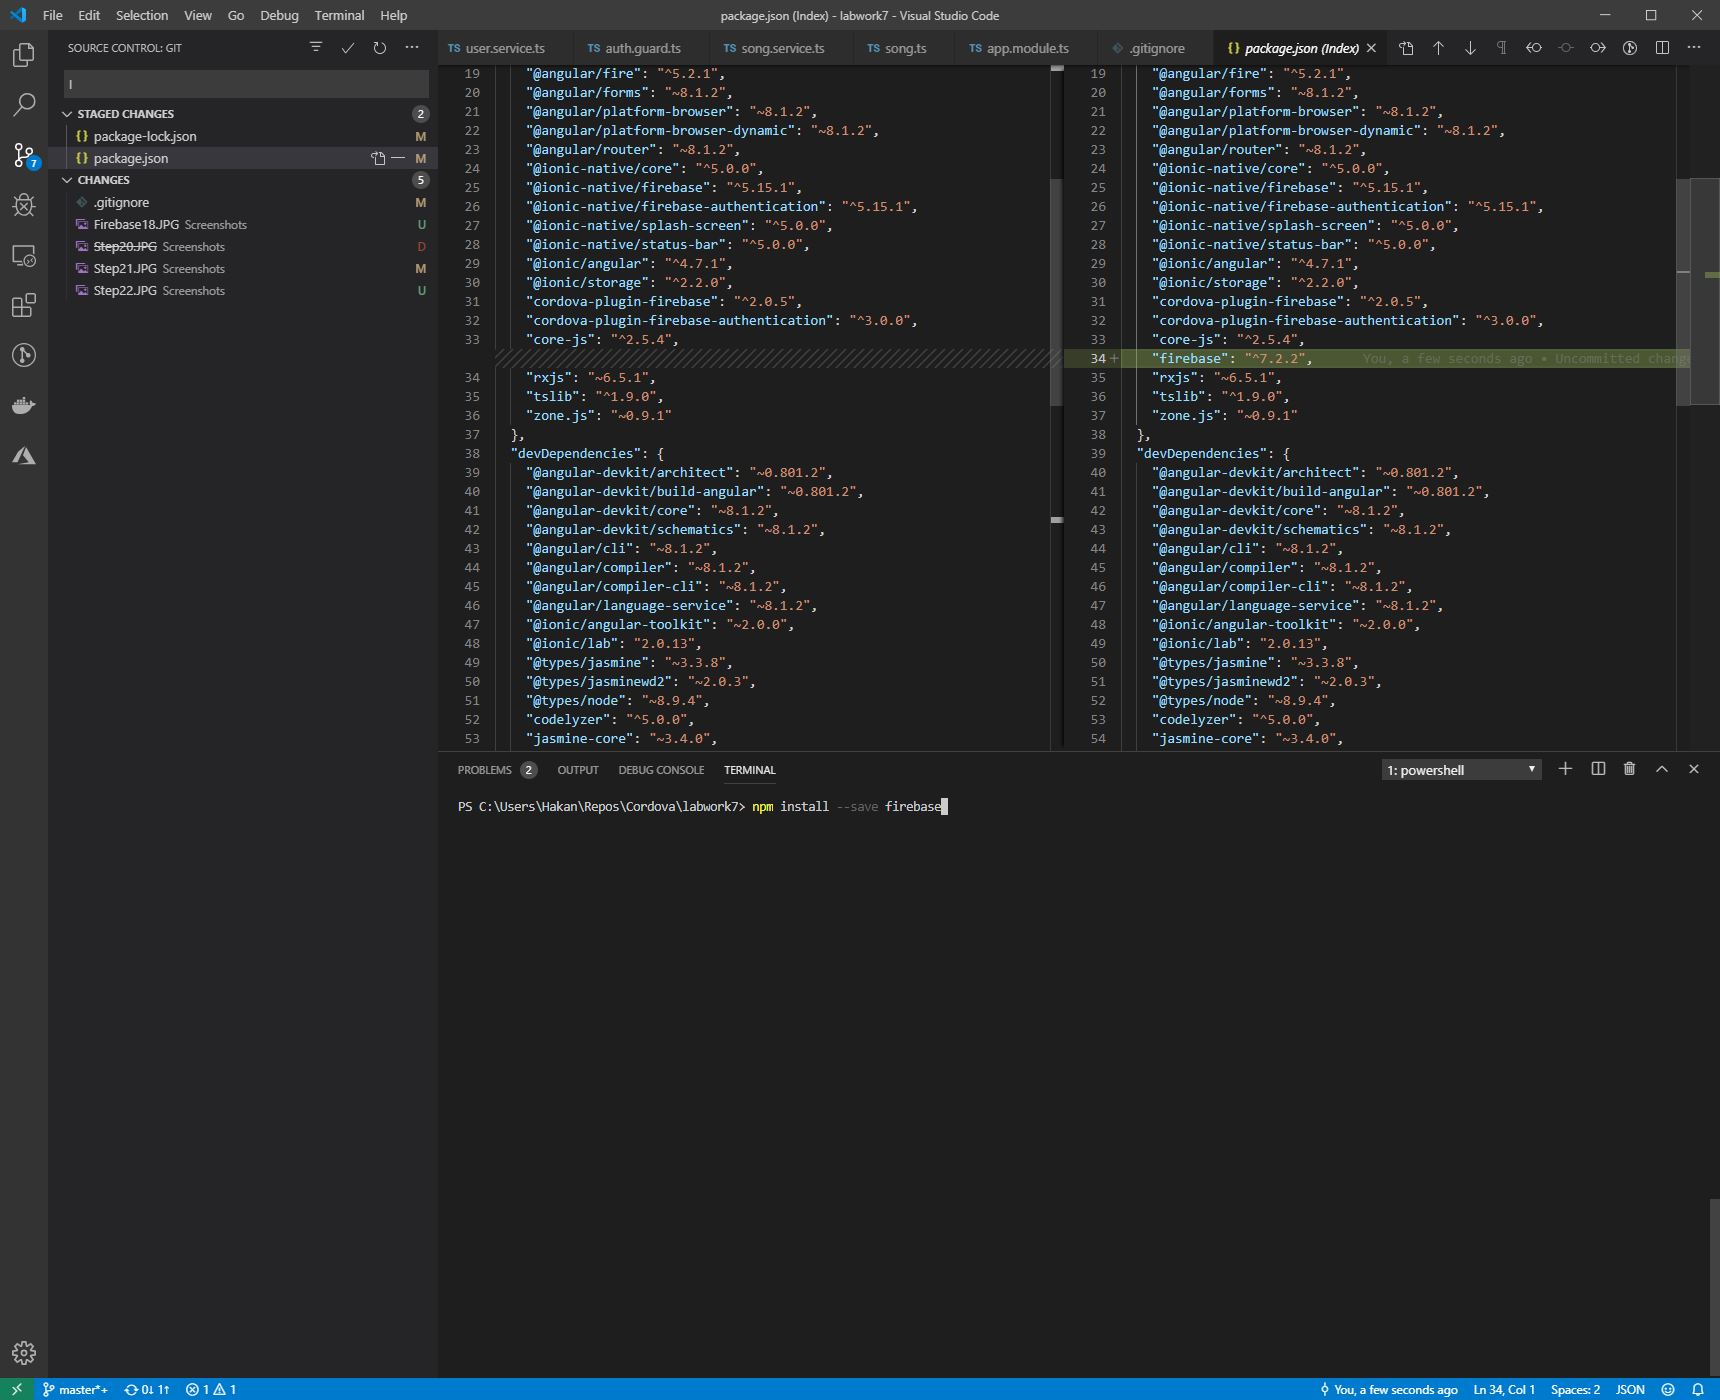 File Edit Selection View Go Debug Terminal Help
package.json (Index) - labwork7 - Visual Studio Code
SOURCE CONTROL: GIT
I
STAGED CHANGES 2
package-lock.json M
package.json M
CHANGES 5
.gitignore M
Firebase18.JPG Screenshots U
Step20.JPG Screenshots D
Step21.JPG Screenshots M
Step22.JPG Screenshots U
7
TS user.service.ts TS auth.guard.ts TS song.service.ts TS song.ts TS app.module.ts .gitignore {} package.json (Index)
19 "@angular/fire": "^5.2.1",
20 "@angular/forms": "~8.1.2",
21 "@angular/platform-browser": "~8.1.2",
22 "@angular/platform-browser-dynamic": "~8.1.2",
23 "@angular/router": "~8.1.2",
24 "@ionic-native/core": "^5.0.0",
25 "@ionic-native/firebase": "^5.15.1",
26 "@ionic-native/firebase-authentication": "^5.15.1",
27 "@ionic-native/splash-screen": "^5.0.0",
28 "@ionic-native/status-bar": "^5.0.0",
29 "@ionic/angular": "^4.7.1",
30 "@ionic/storage": "^2.2.0",
31 "cordova-plugin-firebase": "^2.0.5",
32 "cordova-plugin-firebase-authentication": "^3.0.0",
33 "core-js": "^2.5.4",
34 "rxjs": "~6.5.1",
35 "tslib": "^1.9.0",
36 "zone.js": "~0.9.1"
37 },
38 "devDependencies": {
39 "@angular-devkit/architect": "~0.801.2",
40 "@angular-devkit/build-angular": "~0.801.2",
41 "@angular-devkit/core": "~8.1.2",
42 "@angular-devkit/schematics": "~8.1.2",
43 "@angular/cli": "~8.1.2",
44 "@angular/compiler": "~8.1.2",
45 "@angular/compiler-cli": "~8.1.2",
46 "@angular/language-service": "~8.1.2",
47 "@ionic/angular-toolkit": "~2.0.0",
48 "@ionic/lab": "2.0.13",
49 "@types/jasmine": "~3.3.8",
50 "@types/jasminewd2": "~2.0.3",
51 "@types/node": "~8.9.4",
52 "codelyzer": "^5.0.0",
53 "jasmine-core": "~3.4.0",
19 "@angular/fire": "^5.2.1",
20 "@angular/forms": "~8.1.2",
21 "@angular/platform-browser": "~8.1.2",
22 "@angular/platform-browser-dynamic": "~8.1.2",
23 "@angular/router": "~8.1.2",
24 "@ionic-native/core": "^5.0.0",
25 "@ionic-native/firebase": "^5.15.1",
26 "@ionic-native/firebase-authentication": "^5.15.1",
27 "@ionic-native/splash-screen": "^5.0.0",
28 "@ionic-native/status-bar": "^5.0.0",
29 "@ionic/angular": "^4.7.1",
30 "@ionic/storage": "^2.2.0",
31 "cordova-plugin-firebase": "^2.0.5",
32 "cordova-plugin-firebase-authentication": "^3.0.0",
33 "core-js": "^2.5.4",
34 + "firebase": "^7.2.2", You, a few seconds ago • Uncommitted chang
35 "rxjs": "~6.5.1",
36 "tslib": "^1.9.0",
37 "zone.js": "~0.9.1"
38 },
39 "devDependencies": {
40 "@angular-devkit/architect": "~0.801.2",
41 "@angular-devkit/build-angular": "~0.801.2",
42 "@angular-devkit/core": "~8.1.2",
43 "@angular-devkit/schematics": "~8.1.2",
44 "@angular/cli": "~8.1.2",
45 "@angular/compiler": "~8.1.2",
46 "@angular/compiler-cli": "~8.1.2",
47 "@angular/language-service": "~8.1.2",
48 "@ionic/angular-toolkit": "~2.0.0",
49 "@ionic/lab": "2.0.13",
50 "@types/jasmine": "~3.3.8",
51 "@types/jasminewd2": "~2.0.3",
52 "@types/node": "~8.9.4",
53 "codelyzer": "^5.0.0",
54 "jasmine-core": "~3.4.0",
PROBLEMS 2 OUTPUT DEBUG CONSOLE TERMINAL 1: powershell
PS C:\Users\Hakan\Repos\Cordova\labwork7> npm install --save firebase
master*+ 0↓ 1↑ 1 1 You, a few seconds ago Ln 34, Col 1 Spaces: 2 JSON